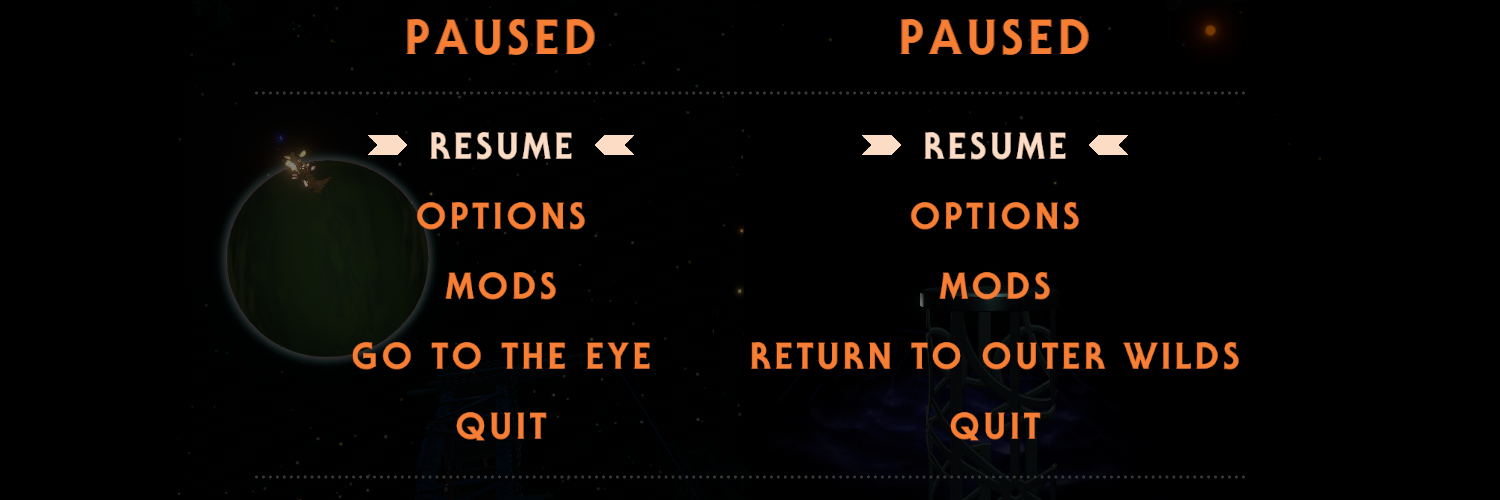 PAUSED
RESUME
OPTIONS
MODS
GO TO THE EYE
QUIT
PAUSED
RESUME
OPTIONS
MODS
RETURN TO OUTER WILDS
QUIT